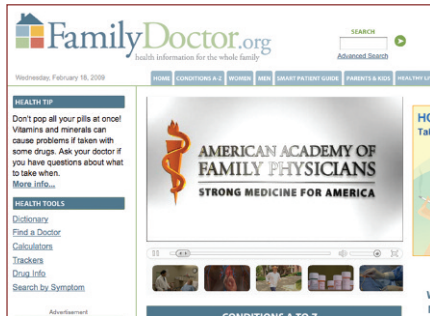 FamilyDoctor.org
health information for the whole family
SEARCH
Advanced Search
Wednesday, February 18, 2009
HOME
CONDITIONS A-Z
WOMEN
MEN
SMART PATIENT GUIDE
PARENTS & KIDS
HEALTHY LI
HEALTH TIP
Don't pop all your pills at once!
Vitamins and minerals can
cause problems if taken with
some drugs. Ask your doctor if
you have questions about what
to take when.
More info...
HEALTH TOOLS
Dictionary
Find a Doctor
Calculators
Trackers
Drug Info
Search by Symptom
Advertisement
AMERICAN ACADEMY OF
FAMILY PHYSICIANS
STRONG MEDICINE FOR AMERICA
CONDITIONS A TO Z
HO
Tal